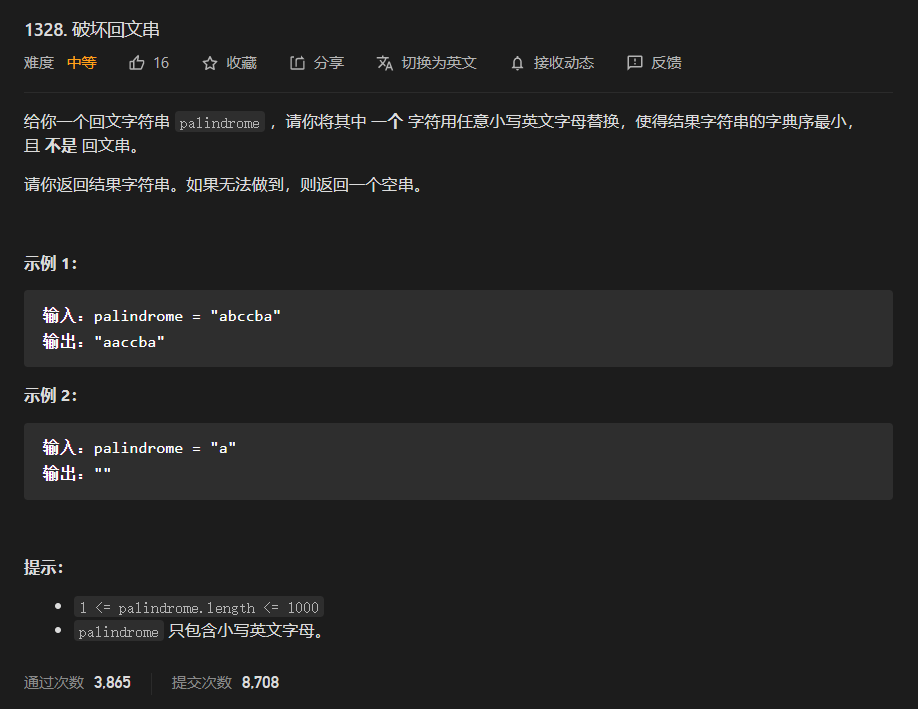 1328. 破坏回文串
难度 中等 16 收藏 分享 切换为英文 接收动态 反馈
给你一个回文字符串 palindrome ，请你将其中 一个 字符用任意小写英文字母替换，使得结果字符串的字典序最小，
且 不是 回文串。
请你返回结果字符串。如果无法做到，则返回一个空串。
示例 1：
输入：palindrome = "abccba"
输出："aaccba"
示例 2：
输入：palindrome = "a"
输出：""
提示：
• 1 <= palindrome.length <= 1000
• palindrome 只包含小写英文字母。
通过次数 3,865 提交次数 8,708